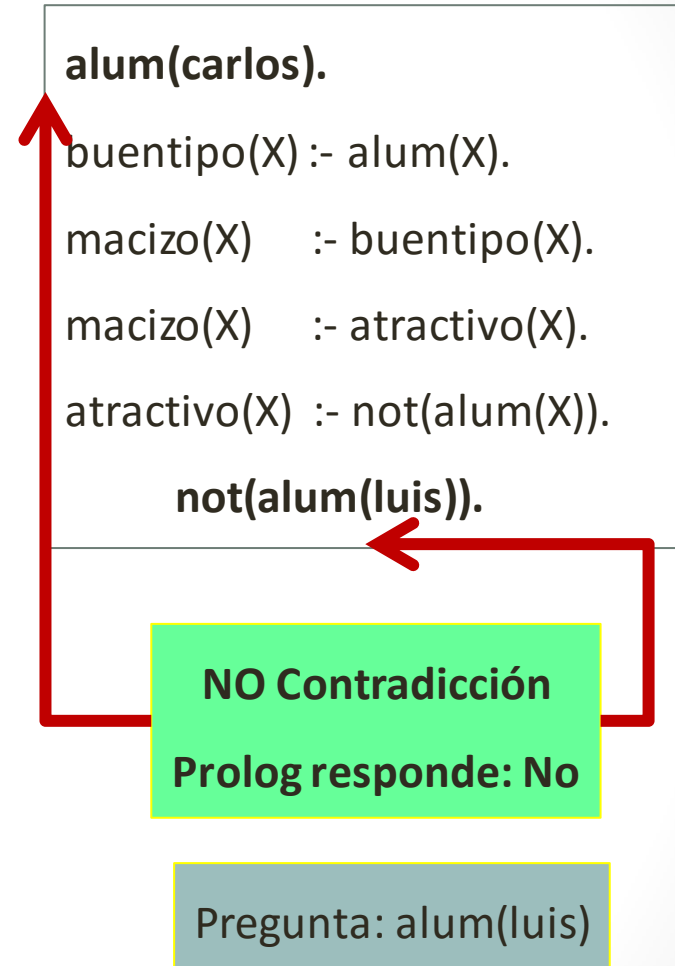 alum(carlos).
buentipo(X) :- alum(X).
macizo(X) :- buentipo(X).
macizo(X) :- atractivo(X).
atractivo(X) :- not(alum(X)).
not(alum(luis)).
NO Contradicción
Prolog responde: No
Pregunta: alum(luis)